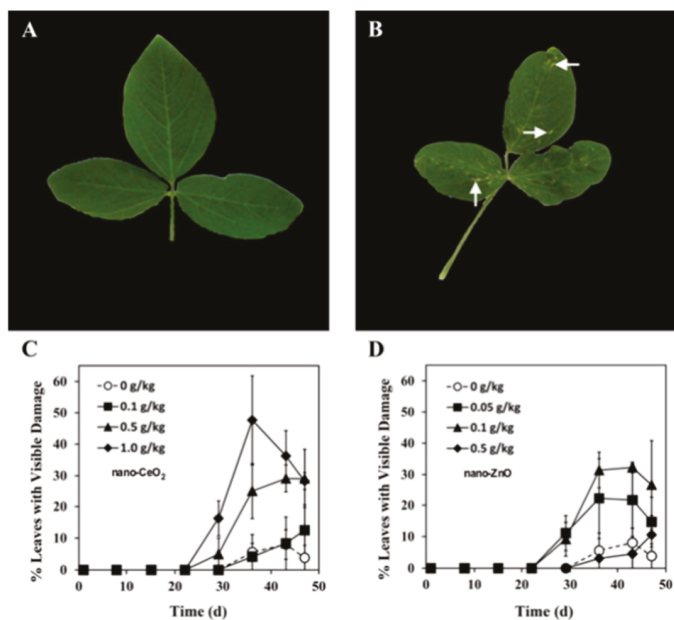 A
B
C
60
50
40
30
20
10
0
% Leaves with Visible Damage
0 g/kg
0.1 g/kg
0.5 g/kg
1.0 g/kg
nano-CeO₂
0 10 20 30 40 50
Time (d)
D
60
50
40
30
20
10
0
% Leaves with Visible Damage
0 g/kg
0.05 g/kg
0.1 g/kg
0.5 g/kg
nano-ZnO
0 10 20 30 40 50
Time (d)